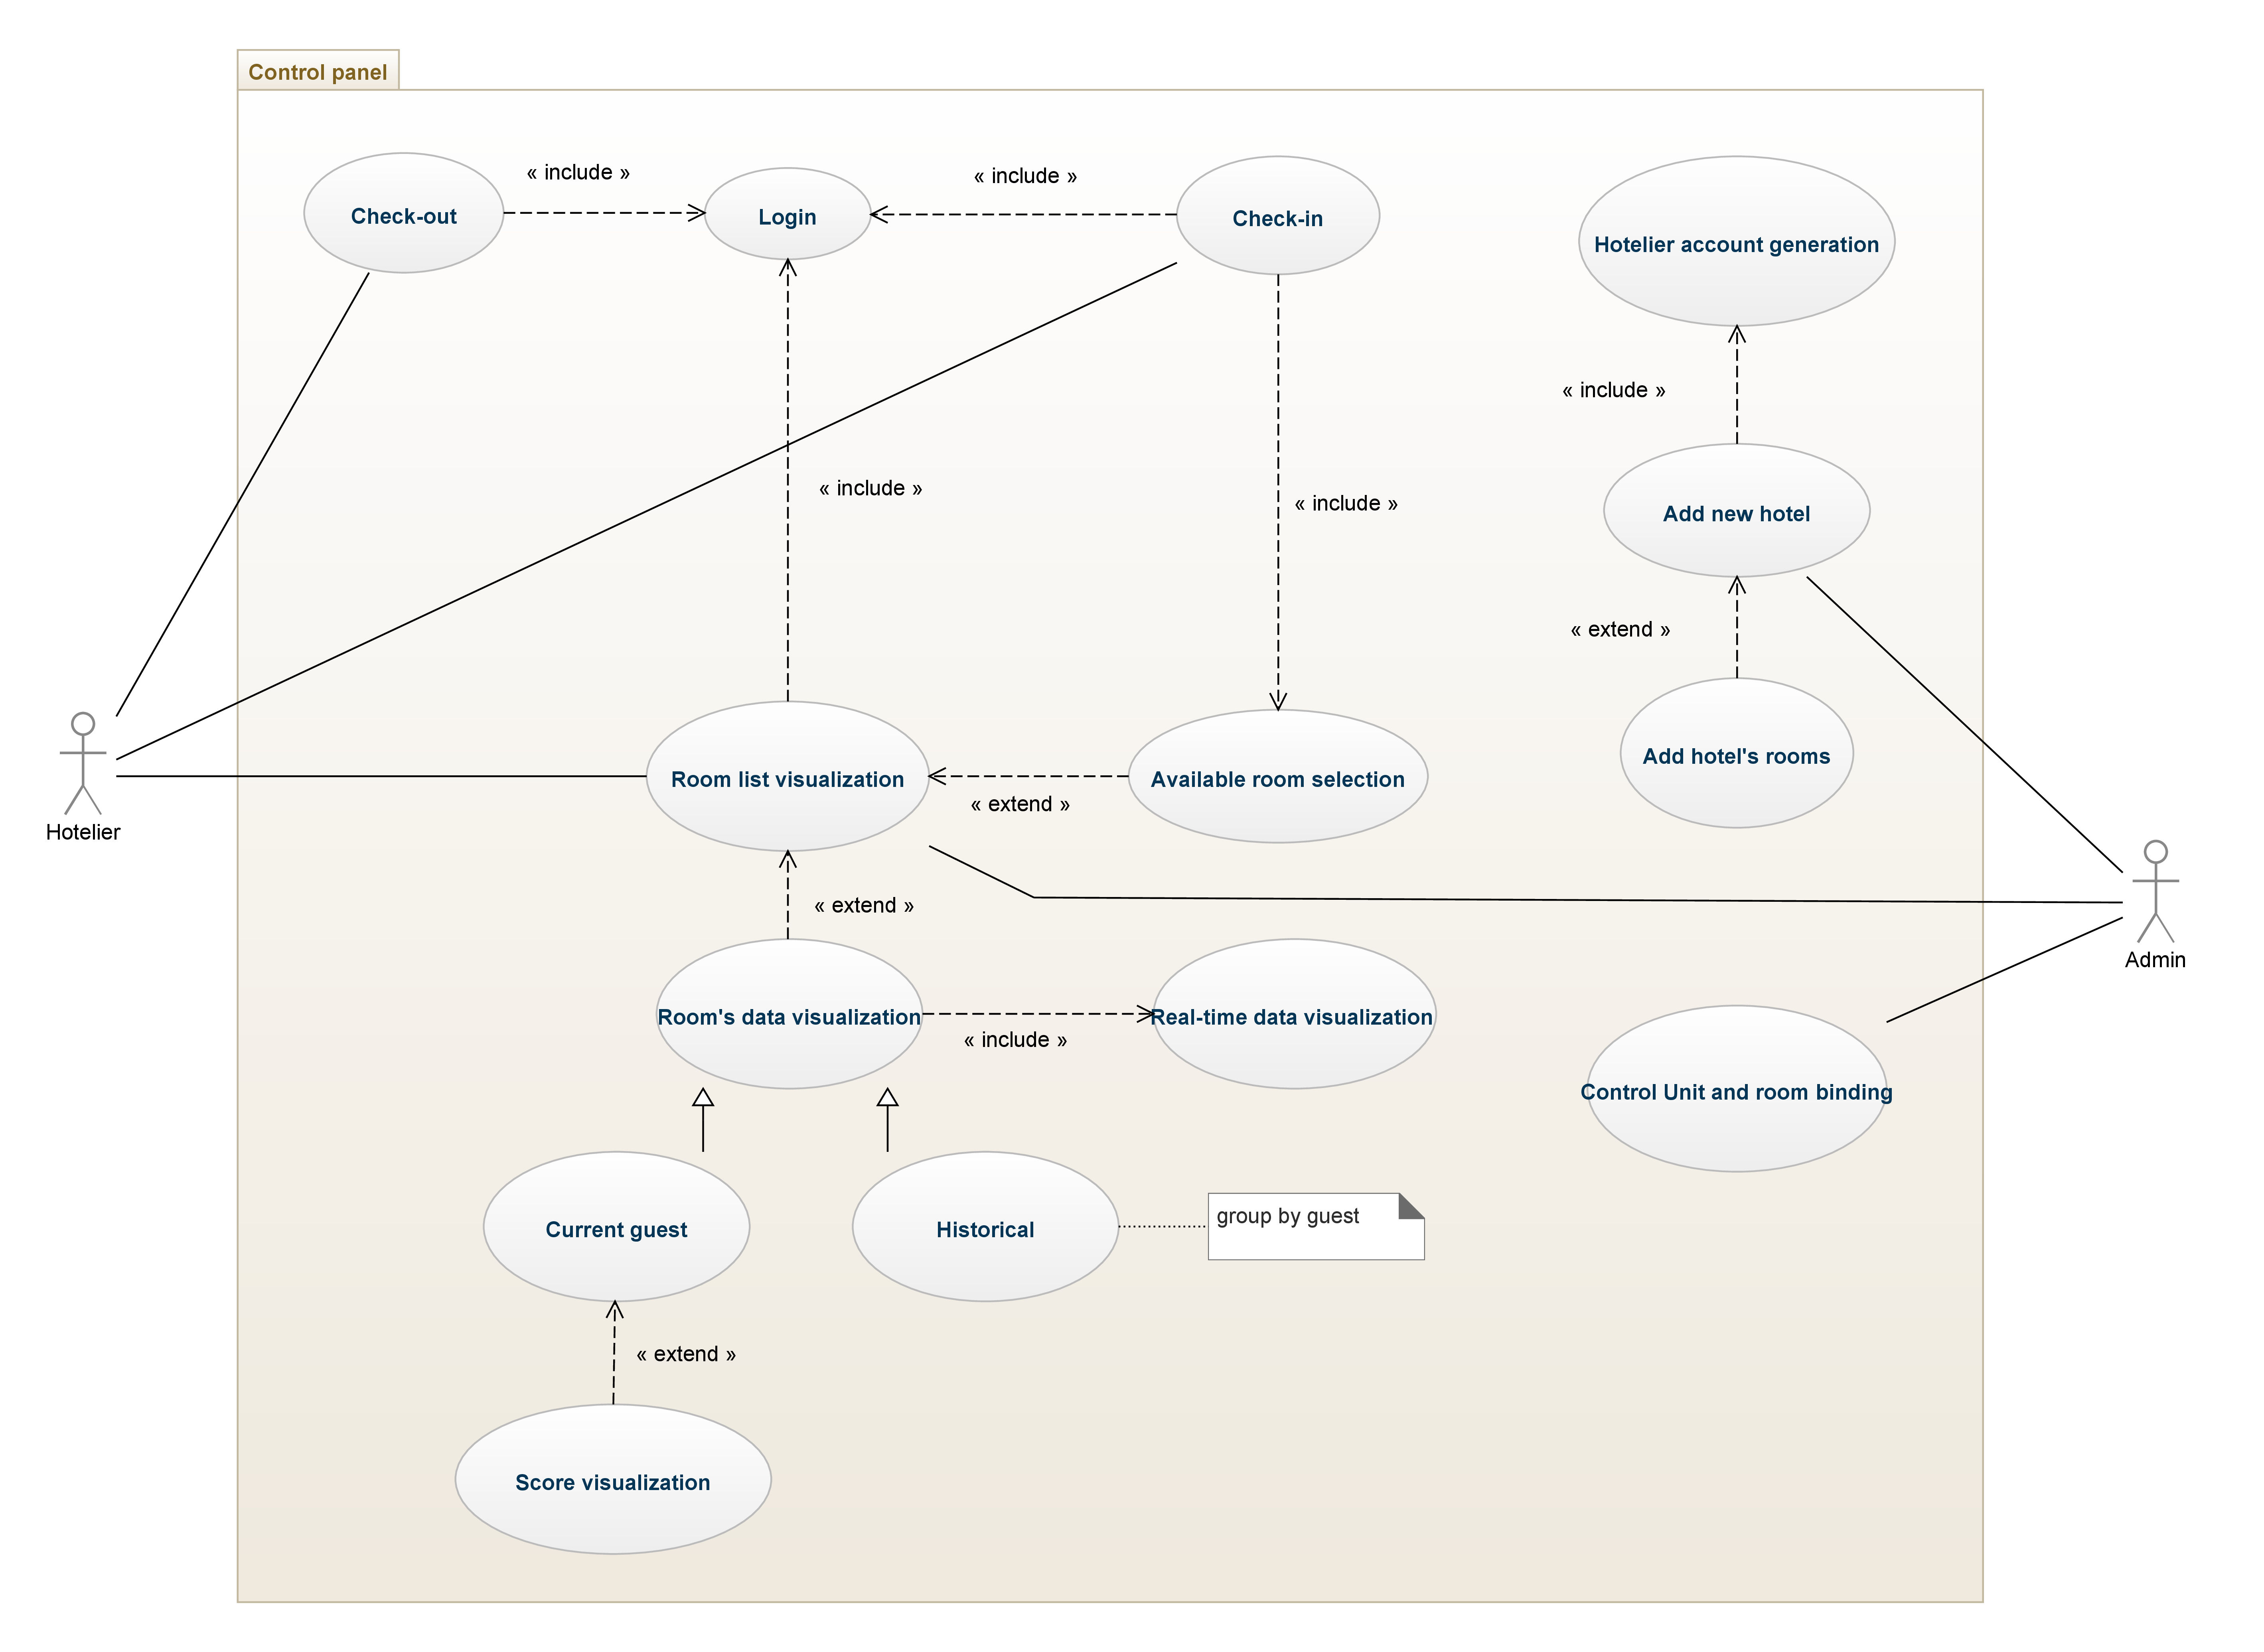 Control panel
Check-out
« include »
Login
« include »
Check-in
Hotelier account generation
« include »
« include »
« include »
Add new hotel
« extend »
Hotelier
Room list visualization
« extend »
Available room selection
Add hotel's rooms
« extend »
Admin
Room's data visualization
« include »
Real-time data visualization
Control Unit and room binding
Current guest
Historical
group by guest
« extend »
Score visualization